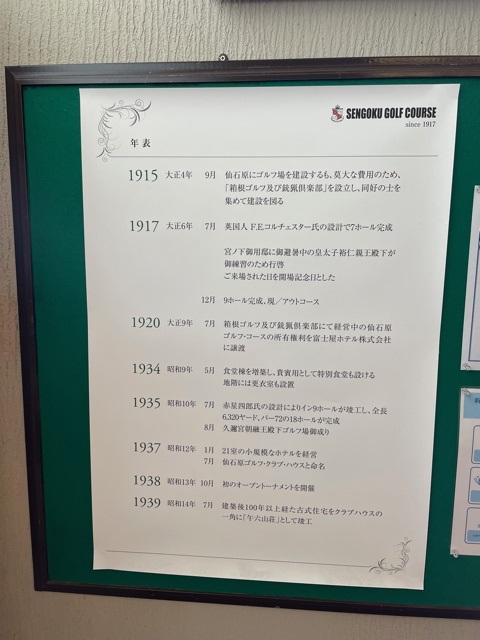 SENGOKU GOLF COURSE
since 1917
年表
1915 大正4年 9月 仙石原にゴルフ場を建設するも、莫大な費用のため、
「箱根ゴルフ及び銃猟倶楽部」を設立し、同好の士を
集めて建設を図る
1917 大正6年 7月 英国人 F.E.コルチェスター氏の設計で7ホール完成
宮ノ下御用邸に御避暑中の皇太子裕仁親王殿下が
御練習のため行啓
ご来場された日を開場記念日とした
12月 9ホール完成、現/アウトコース
1920 大正9年 7月 箱根ゴルフ及び銃猟倶楽部にて経営中の仙石原
ゴルフ・コースの所有権利を富士屋ホテル株式会社
に譲渡
1934 昭和9年 5月 食堂棟を増築し、貴賓用として特別食堂も設ける
地階には更衣室も設置
1935 昭和10年 7月 赤星四郎氏の設計によりイン9ホールが竣工し、全長
6,320ヤード、パー72の18ホールが完成
8月 久邇宮朝融王殿下ゴルフ場御成り
1937 昭和12年 1月 21室の小規模なホテルを経営
7月 仙石原ゴルフ・クラブ・ハウスと命名
1938 昭和13年 10月 初のオープントーナメントを開催
1939 昭和14年 7月 建築後100年以上経た古式住宅をクラブハウスの
一角に「午六山荘」として竣工